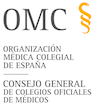 OMC
ORGANIZACIÓN
MÉDICA COLEGIAL
DE ESPAÑA
CONSEJO GENERAL
DE COLEGIOS OFICIALES
DE MÉDICOS